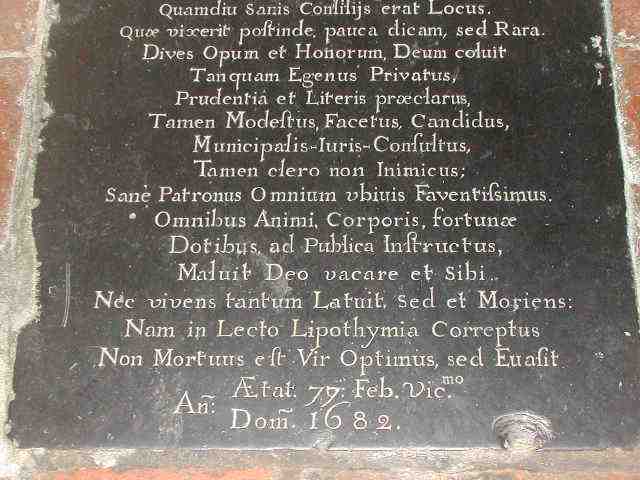 Quamdiu Sanis Consilijs erat Locus.
Quæ vixerit postinde, pauca dicam, sed Rara.
Dives Opum et Honorum, Deum coluit
Tanquam Egenus Privatus,
Prudentiâ et Literis præclarus,
Tamen Modestus, Facetus, Candidus,
Municipalis-Iuris-Consultus,
Tamen clero non Inimicus;
Sanè Patronus Omnium vbiuis Faventissimus.
Omnibus Animi, Corporis, fortunæ
Dotibus, ad Publica Instructus,
Maluit Deo vacare et Sibi.
Nec vivens tantum Latuit, Sed et Moriens:
Nam in Lecto Lipothymia Correptus
Non Mortuus est Vir Optimus, sed Euasit
An̄: Ætat. 77: Feb. Vic.mo
Dom̄. 1682.